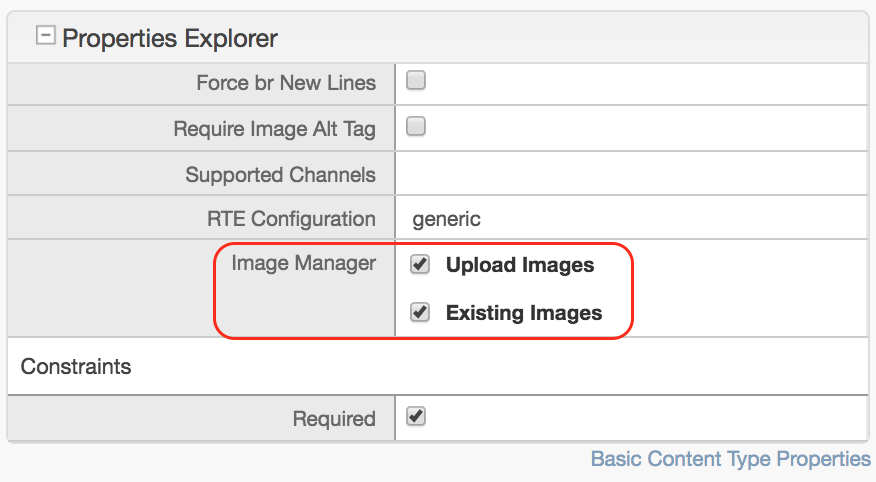 Properties Explorer
Force br New Lines
Require Image Alt Tag
Supported Channels
RTE Configuration generic
Image Manager Upload Images
Existing Images
Constraints
Required
Basic Content Type Properties